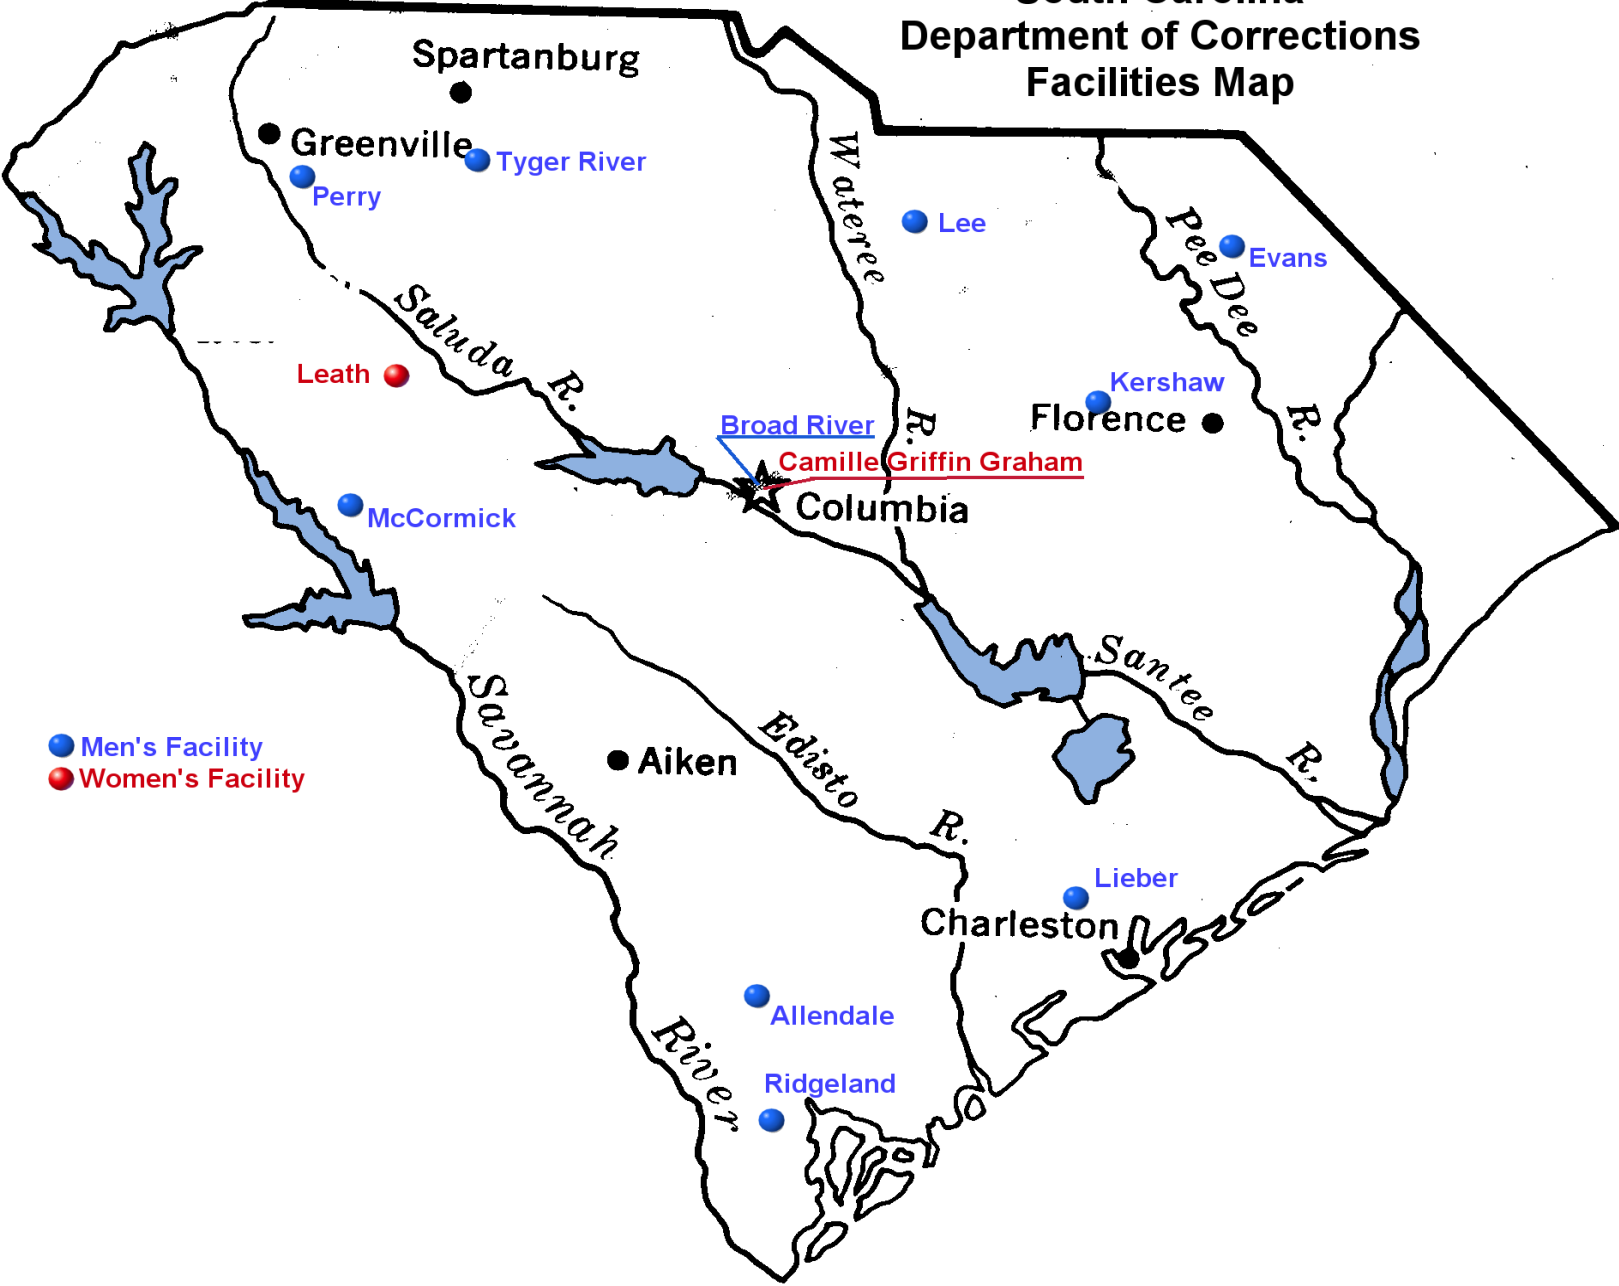 South Carolina
Department of Corrections
Facilities Map
Spartanburg
Greenville
Tyger River
Perry
Wateree
R.
Lee
Pee Dee
R.
Evans
Saluda
R.
Leath
Kershaw
Florence
Broad River
Camille Griffin Graham
Columbia
McCormick
Santee
R.
Savannah
River
Edisto
R.
Men's Facility
Women's Facility
Aiken
Lieber
Charleston
Allendale
Ridgeland